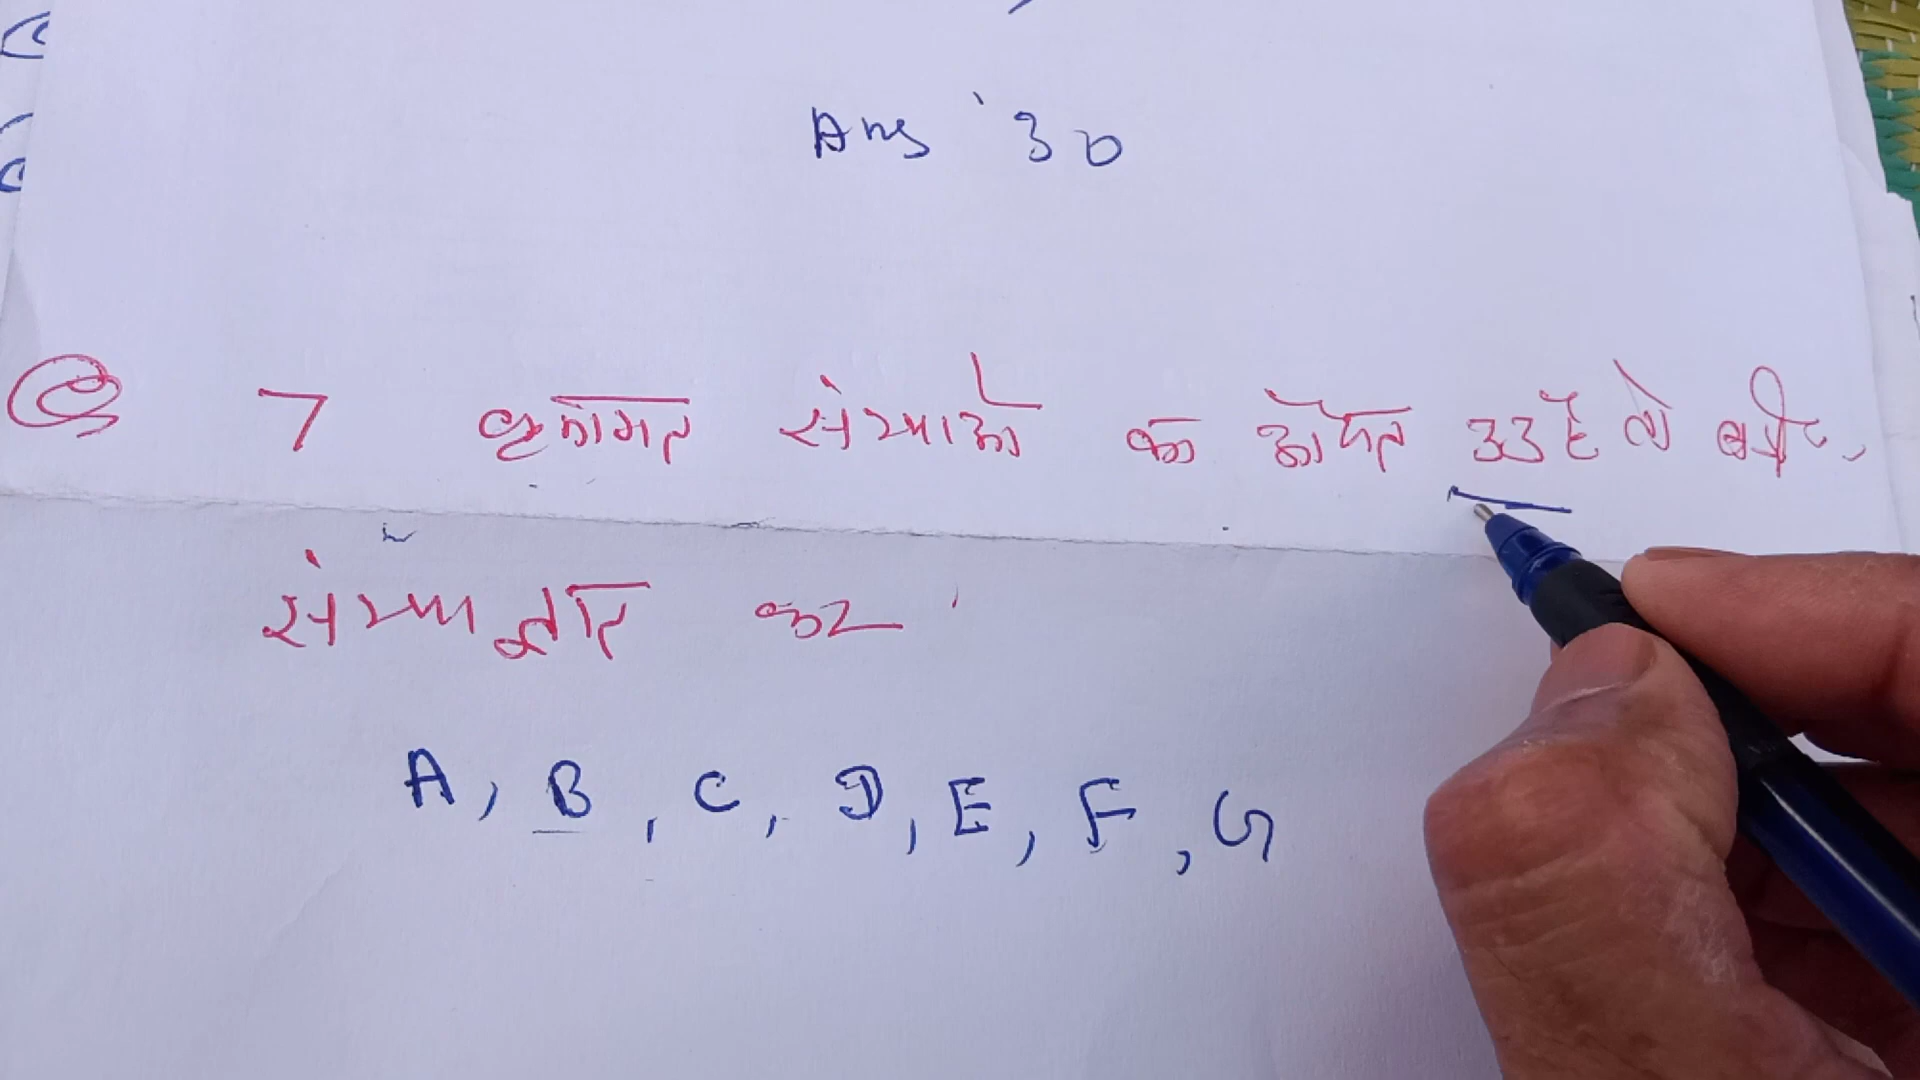 Ans 30
Q 7 क्रमागत संख्याओं का औसत 33 है तो बड़ी
संख्या ज्ञात कर
A, B, C, D, E, F, G